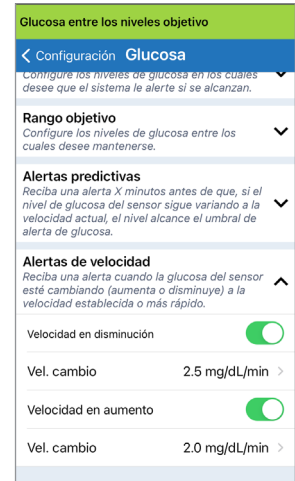 Glucosa entre los niveles objetivo
Configuración Glucosa
Configure los niveles de glucosa en los cuales
desee que el sistema le alerte si se alcanzan.
Rango objetivo
Configure los niveles de glucosa entre los
cuales desee mantenerse.
Alertas predictivas
Reciba una alerta X minutos antes de que, si el
nivel de glucosa del sensor sigue variando a la
velocidad actual, el nivel alcance el umbral de
alerta de glucosa.
Alertas de velocidad
Reciba una alerta cuando la glucosa del sensor
esté cambiando (aumenta o disminuye) a la
velocidad establecida o más rápido.
Velocidad en disminución
Vel. cambio 2.5 mg/dL/min
Velocidad en aumento
Vel. cambio 2.0 mg/dL/min